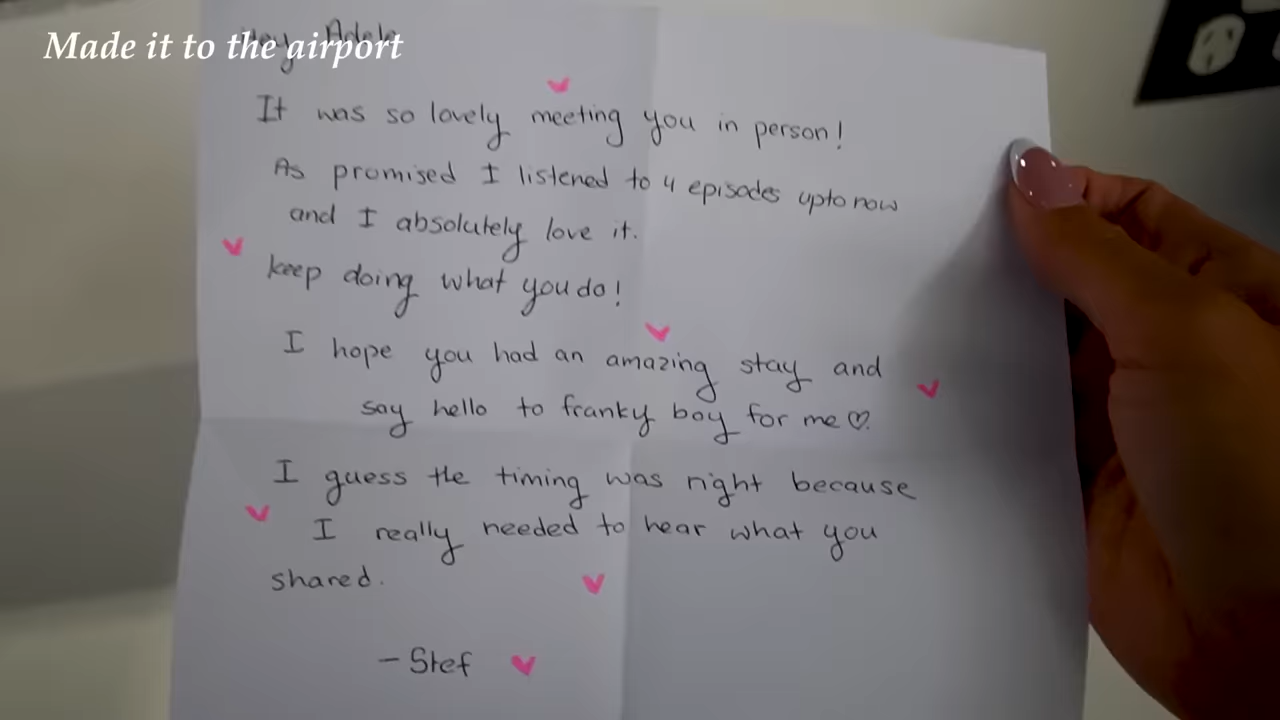 Made it to the airport
Hey Adela
It was so lovely meeting you in person!
As promised I listened to 4 episodes upto now
and I absolutely love it.
keep doing what you do!
I hope you had an amazing stay and
say hello to franky boy for me ♡.
I guess the timing was right because
I really needed to hear what you
shared.
– Stef